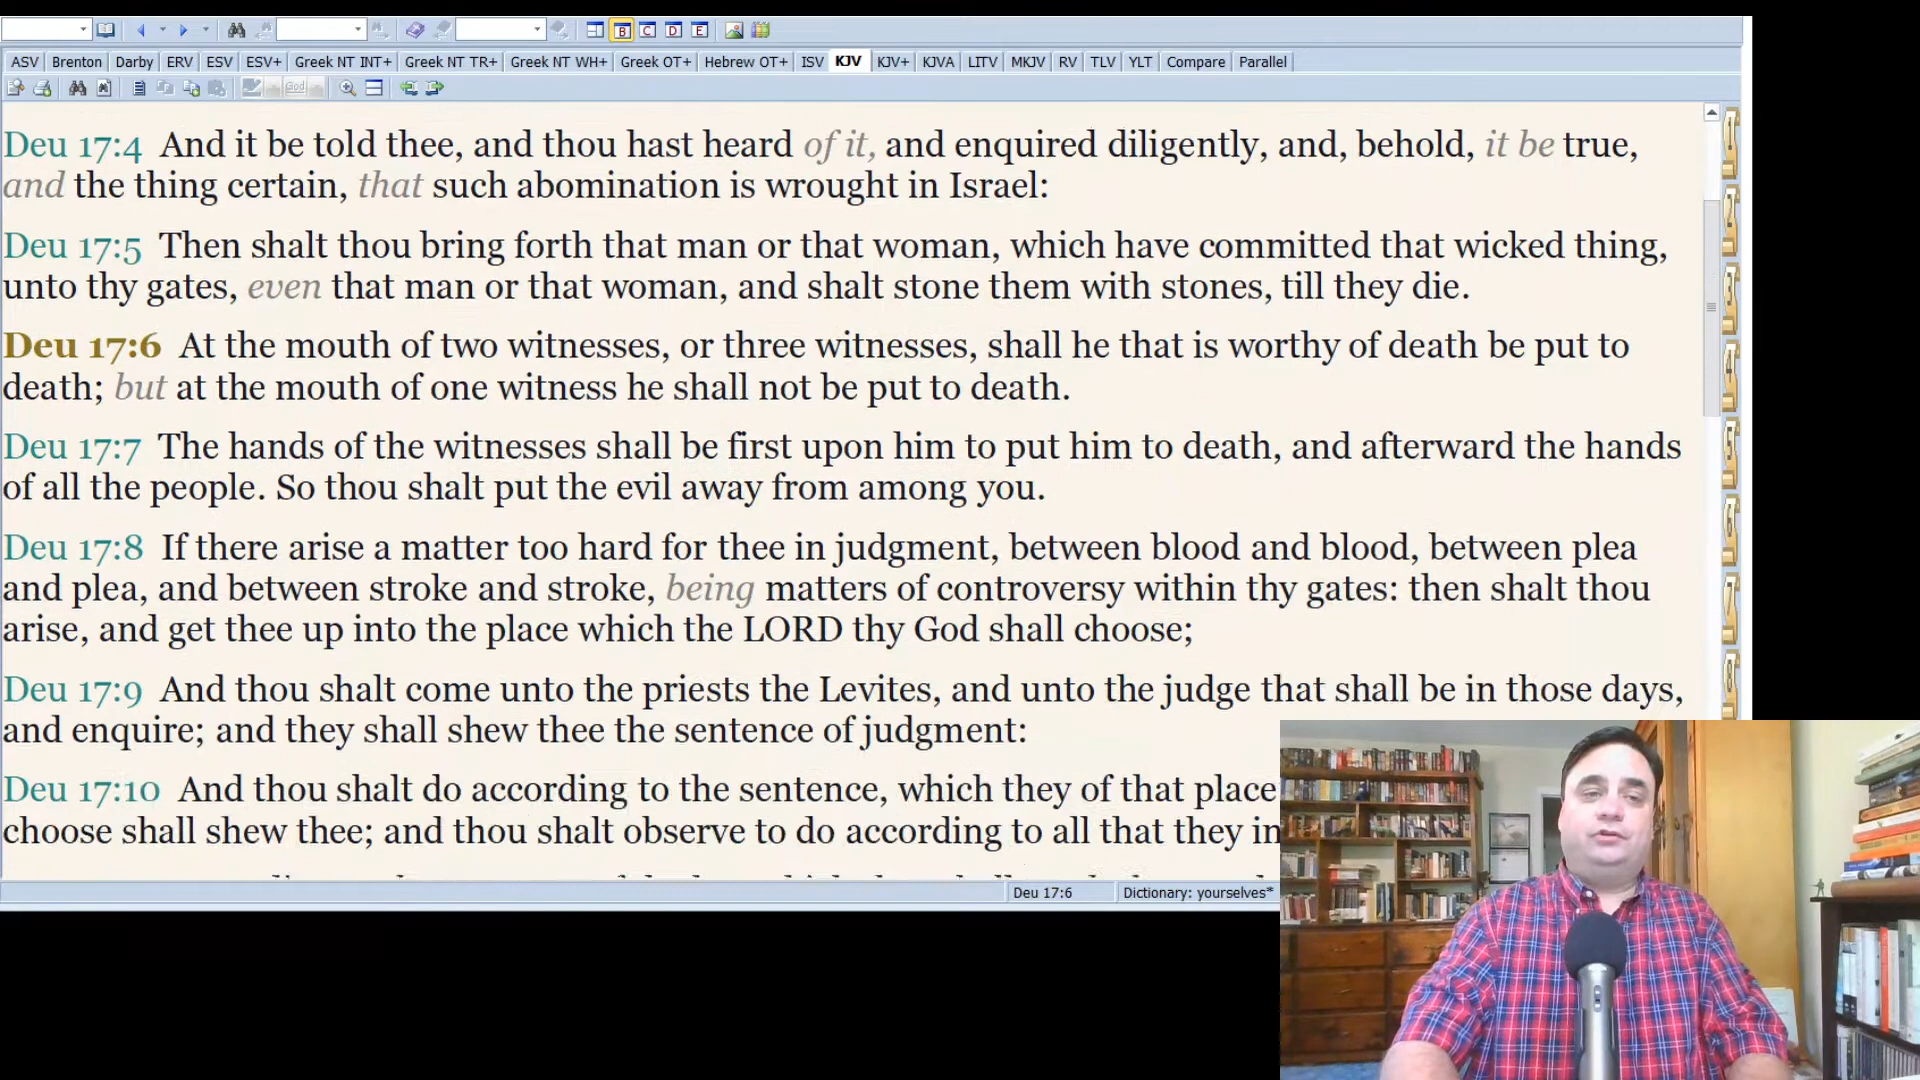 B C D E
ASV Brenton Darby ERV ESV ESV+ Greek NT INT+ Greek NT TR+ Greek NT WH+ Greek OT+ Hebrew OT+ ISV KJV KJV+ KJVA LITV MKJV RV TLV YLT Compare Parallel
God
Deu 17:4 And it be told thee, and thou hast heard of it, and enquired diligently, and, behold, it be true,
and the thing certain, that such abomination is wrought in Israel:
Deu 17:5 Then shalt thou bring forth that man or that woman, which have committed that wicked thing,
unto thy gates, even that man or that woman, and shalt stone them with stones, till they die.
Deu 17:6 At the mouth of two witnesses, or three witnesses, shall he that is worthy of death be put to
death; but at the mouth of one witness he shall not be put to death.
Deu 17:7 The hands of the witnesses shall be first upon him to put him to death, and afterward the hands
of all the people. So thou shalt put the evil away from among you.
Deu 17:8 If there arise a matter too hard for thee in judgment, between blood and blood, between plea
and plea, and between stroke and stroke, being matters of controversy within thy gates: then shalt thou
arise, and get thee up into the place which the LORD thy God shall choose;
Deu 17:9 And thou shalt come unto the priests the Levites, and unto the judge that shall be in those days,
and enquire; and they shall shew thee the sentence of judgment:
Deu 17:10 And thou shalt do according to the sentence, which they of that place
choose shall shew thee; and thou shalt observe to do according to all that they in
Deu 17:6 Dictionary: yourselves*
1
2
3
4
5
6
7
8